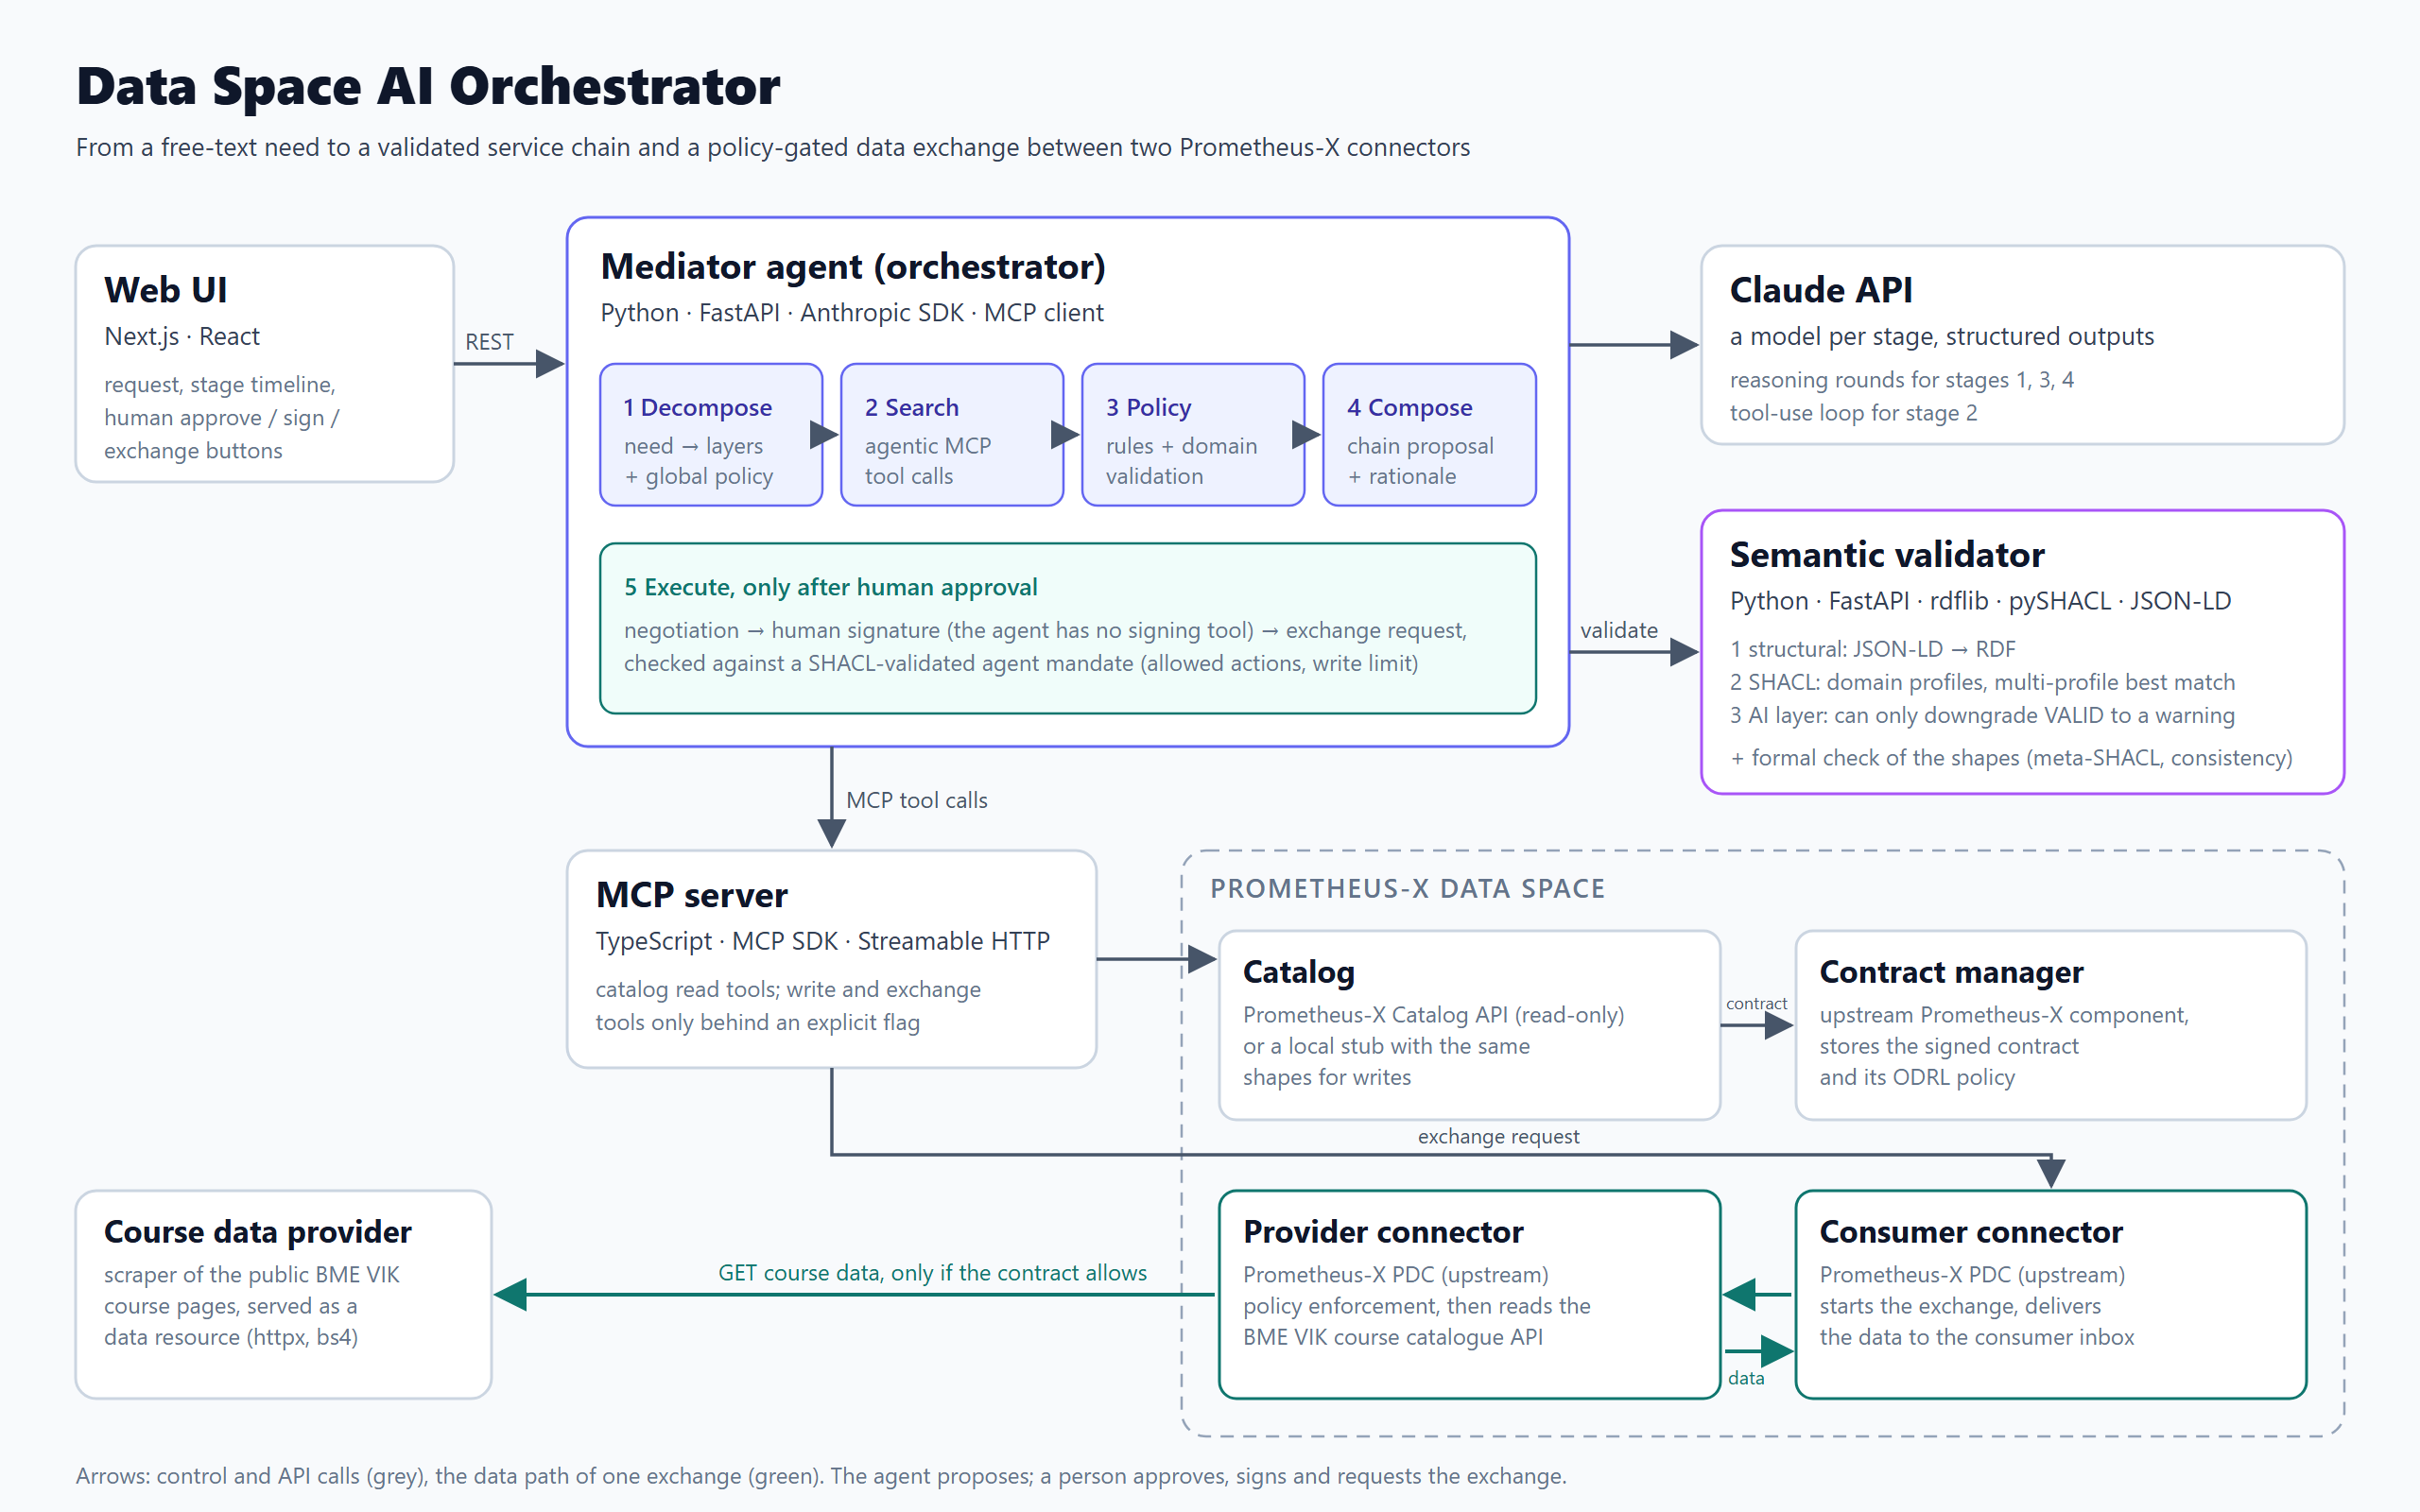 Data Space AI Orchestrator
From a free-text need to a validated service chain and a policy-gated data exchange between two Prometheus-X connectors
Web UI
Next.js · React
request, stage timeline,
human approve / sign /
exchange buttons
REST
Mediator agent (orchestrator)
Python · FastAPI · Anthropic SDK · MCP client
1 Decompose
need → layers
+ global policy
2 Search
agentic MCP
tool calls
3 Policy
rules + domain
validation
4 Compose
chain proposal
+ rationale
5 Execute, only after human approval
negotiation → human signature (the agent has no signing tool) → exchange request,
checked against a SHACL-validated agent mandate (allowed actions, write limit)
Claude API
a model per stage, structured outputs
reasoning rounds for stages 1, 3, 4
tool-use loop for stage 2
validate
Semantic validator
Python · FastAPI · rdflib · pySHACL · JSON-LD
1 structural: JSON-LD → RDF
2 SHACL: domain profiles, multi-profile best match
3 AI layer: can only downgrade VALID to a warning
+ formal check of the shapes (meta-SHACL, consistency)
MCP tool calls
MCP server
TypeScript · MCP SDK · Streamable HTTP
catalog read tools; write and exchange
tools only behind an explicit flag
PROMETHEUS-X DATA SPACE
Catalog
Prometheus-X Catalog API (read-only)
or a local stub with the same
shapes for writes
contract
Contract manager
upstream Prometheus-X component,
stores the signed contract
and its ODRL policy
exchange request
Course data provider
scraper of the public BME VIK
course pages, served as a
data resource (httpx, bs4)
GET course data, only if the contract allows
Provider connector
Prometheus-X PDC (upstream)
policy enforcement, then reads the
BME VIK course catalogue API
data
Consumer connector
Prometheus-X PDC (upstream)
starts the exchange, delivers
the data to the consumer inbox
Arrows: control and API calls (grey), the data path of one exchange (green). The agent proposes; a person approves, signs and requests the exchange.